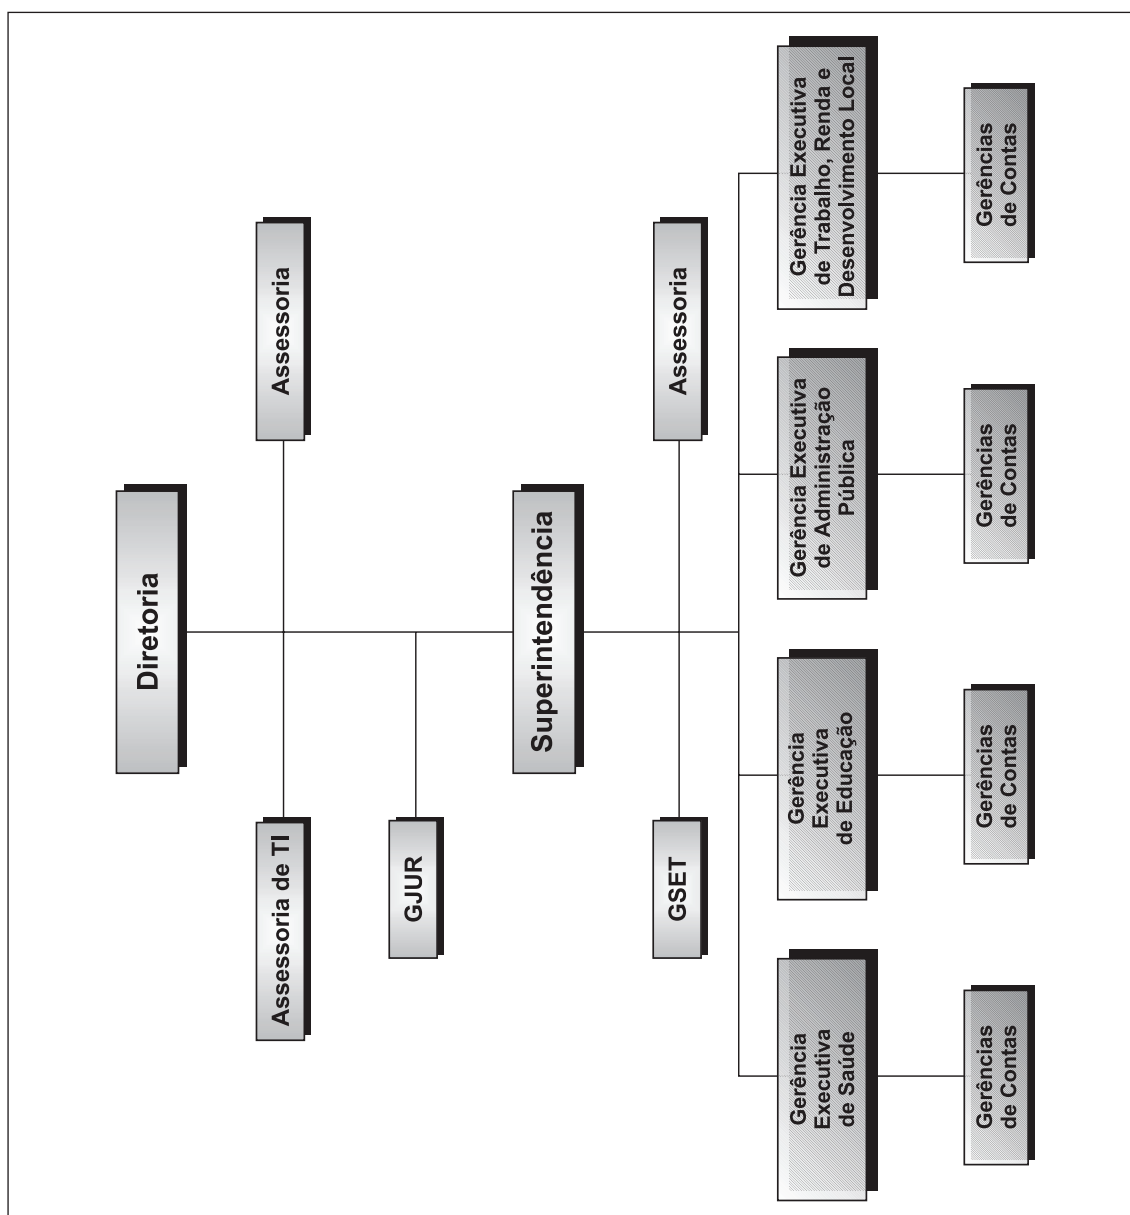 Diretoria
Assessoria de TI
Assessoria
GJUR
Superintendência
GSET
Assessoria
Gerência
Executiva
de Saúde
Gerência
Executiva
de Educação
Gerência Executiva
de Administração
Pública
Gerência Executiva
de Trabalho, Renda e
Desenvolvimento Local
Gerências
de Contas
Gerências
de Contas
Gerências
de Contas
Gerências
de Contas